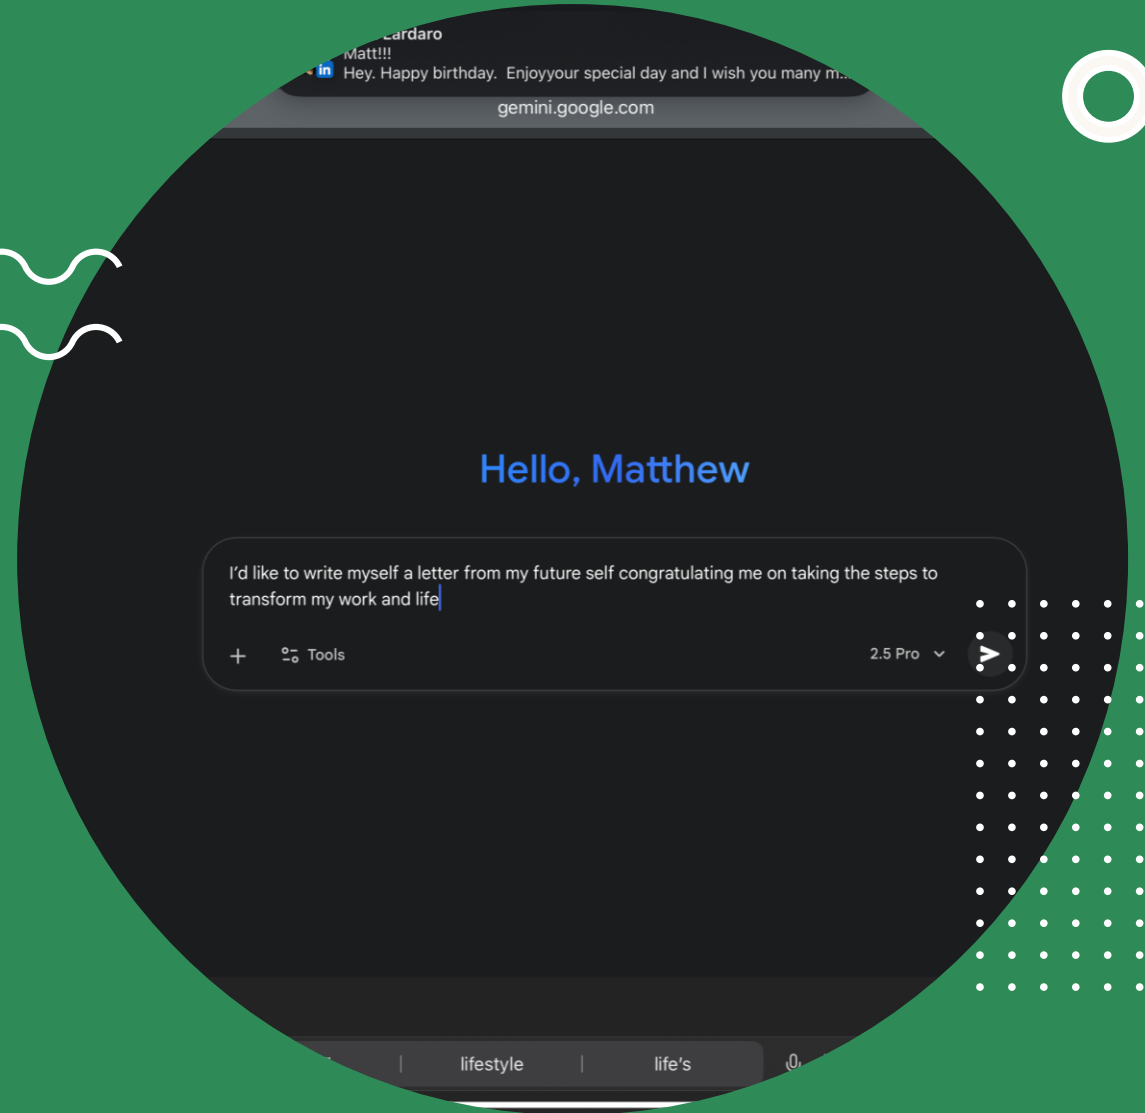 Lardaro
Matt!!!
in Hey. Happy birthday. Enjoyyour special day and I wish you many m...
gemini.google.com
Hello, Matthew
I'd like to write myself a letter from my future self congratulating me on taking the steps to
transform my work and life
Tools
2.5 Pro
lifestyle
life's